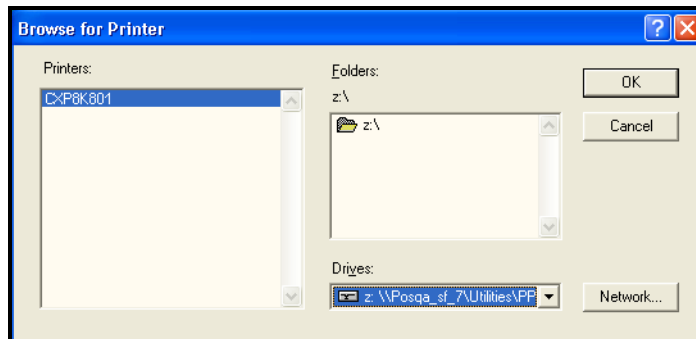 Browse for Printer
Printers:
CXP8K801
Folders:
z:\
z:\
OK
Cancel
Drives:
z: \\Posqa_sf_7\Utilities\PP
Network...